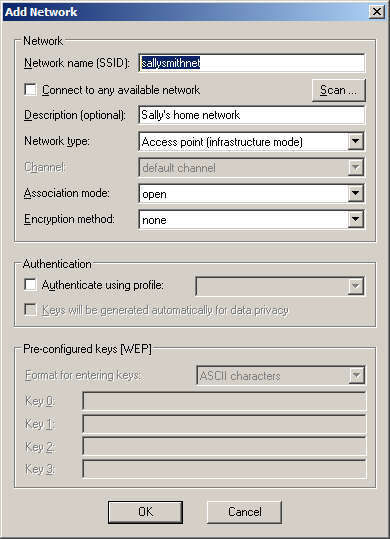 Add Network
Network
Network name (SSID): sallysmithnet
Connect to any available network Scan ...
Description (optional): Sally's home network
Network type: Access point (infrastructure mode)
Channel: default channel
Association mode: open
Encryption method: none
Authentication
Authenticate using profile:
Keys will be generated automatically for data privacy
Pre-configured keys [WEP]
Format for entering keys: ASCII characters
Key 0:
Key 1:
Key 2:
Key 3:
OK Cancel